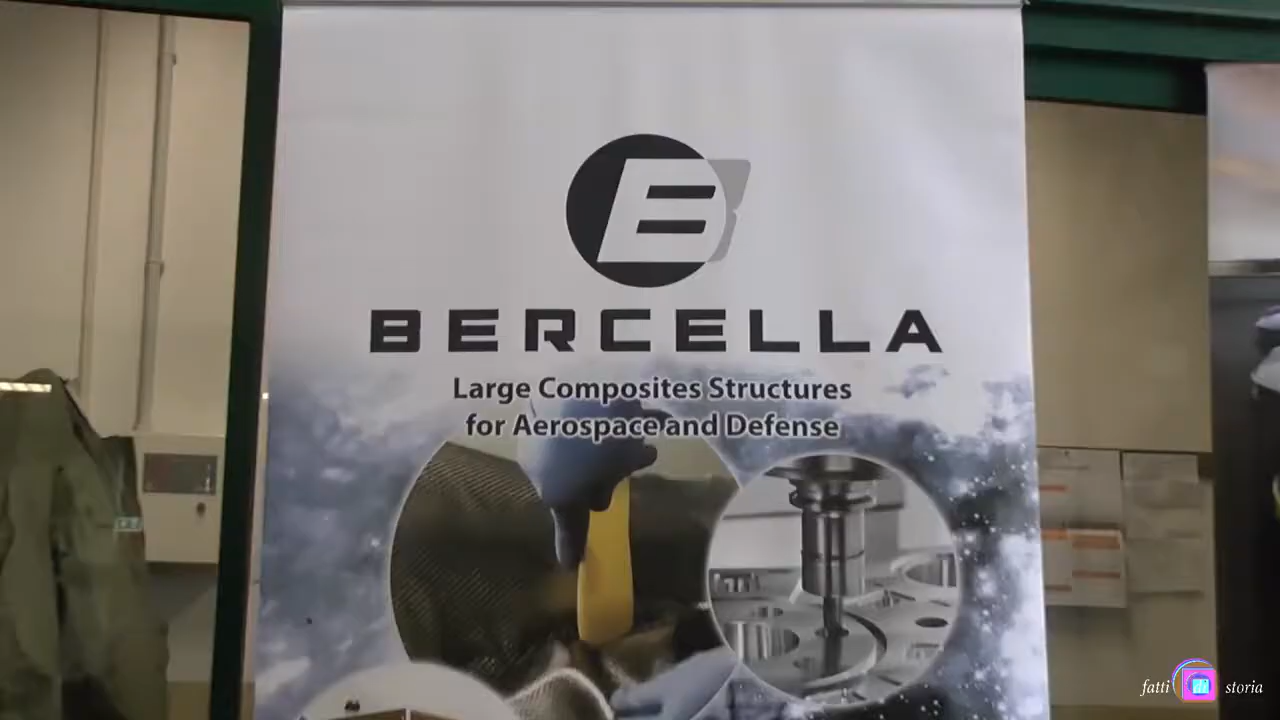 B
BERCELLA
Large Composites Structures
for Aerospace and Defense
fatti storia